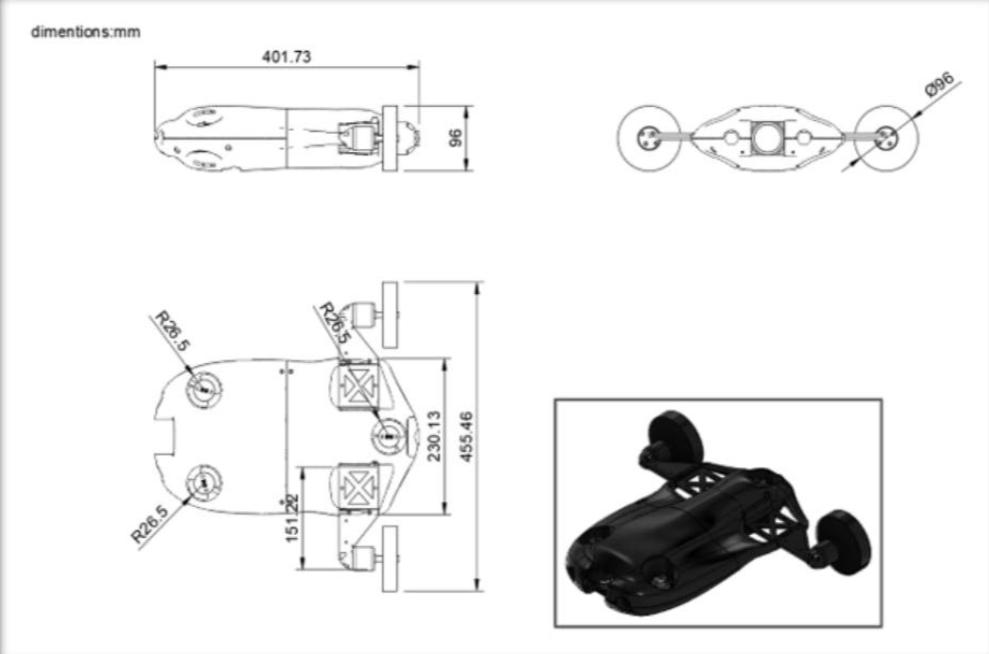 dimentions:mm
401.73
96
Ø96
R26.5
R26.5
R26.5
151.22
230.13
455.46